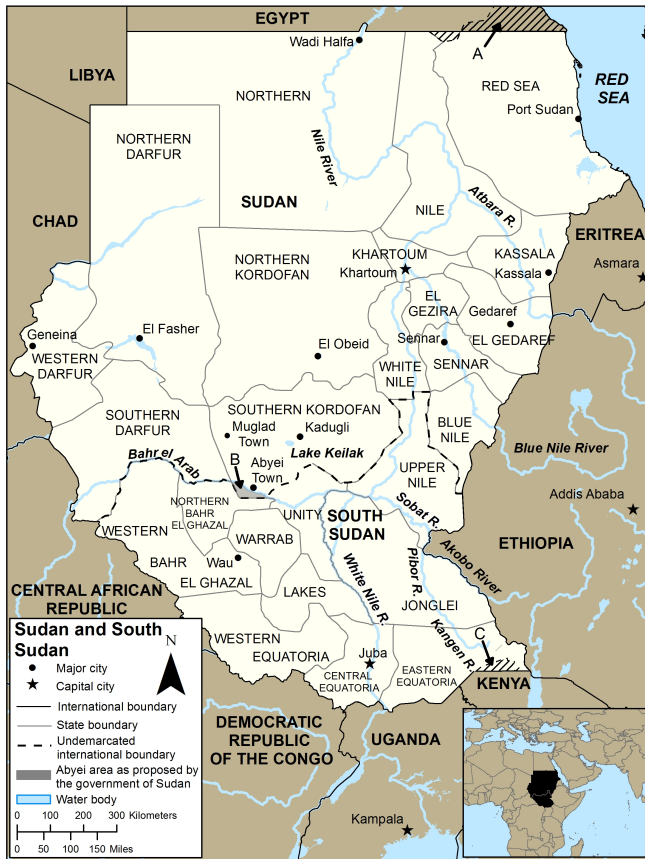 EGYPT
Wadi Halfa
A
LIBYA
RED SEA
Port Sudan
RED
SEA
NORTHERN
NORTHERN
DARFUR
Nile River
SUDAN
Atbara R.
NILE
CHAD
ERITREA
Asmara
KHARTOUM
Khartoum
KASSALA
Kassala
NORTHERN
KORDOFAN
EL
GEZIRA
Gedaref
EL GEDAREF
Geneina
El Fasher
Sennar
WESTERN
DARFUR
El Obeid
WHITE
NILE
SENNAR
SOUTHERN
DARFUR
SOUTHERN KORDOFAN
Muglad
Town
Kadugli
BLUE
NILE
Bahr el Arab
B
Lake Keilak
Blue Nile River
Abyei
Town
UPPER
NILE
NORTHERN
BAHR
EL GHAZAL
UNITY
SOUTH
SUDAN
Sobat R.
Addis Ababa
WESTERN
WARRAB
ETHIOPIA
BAHR
Wau
EL GHAZAL
White Nile R.
Pibor R.
Akobo River
CENTRAL AFRICAN
REPUBLIC
LAKES
JONGLEI
Kangen R.
C
WESTERN
EQUATORIA
Juba
CENTRAL
EQUATORIA
EASTERN
EQUATORIA
KENYA
DEMOCRATIC
REPUBLIC
OF THE CONGO
UGANDA
Kampala
Sudan and South
Sudan
N
Major city
Capital city
International boundary
State boundary
Undemarcated
international boundary
Abyei area as proposed by
the government of Sudan
Water body
0 100 200 300 Kilometers
0 50 100 150 Miles